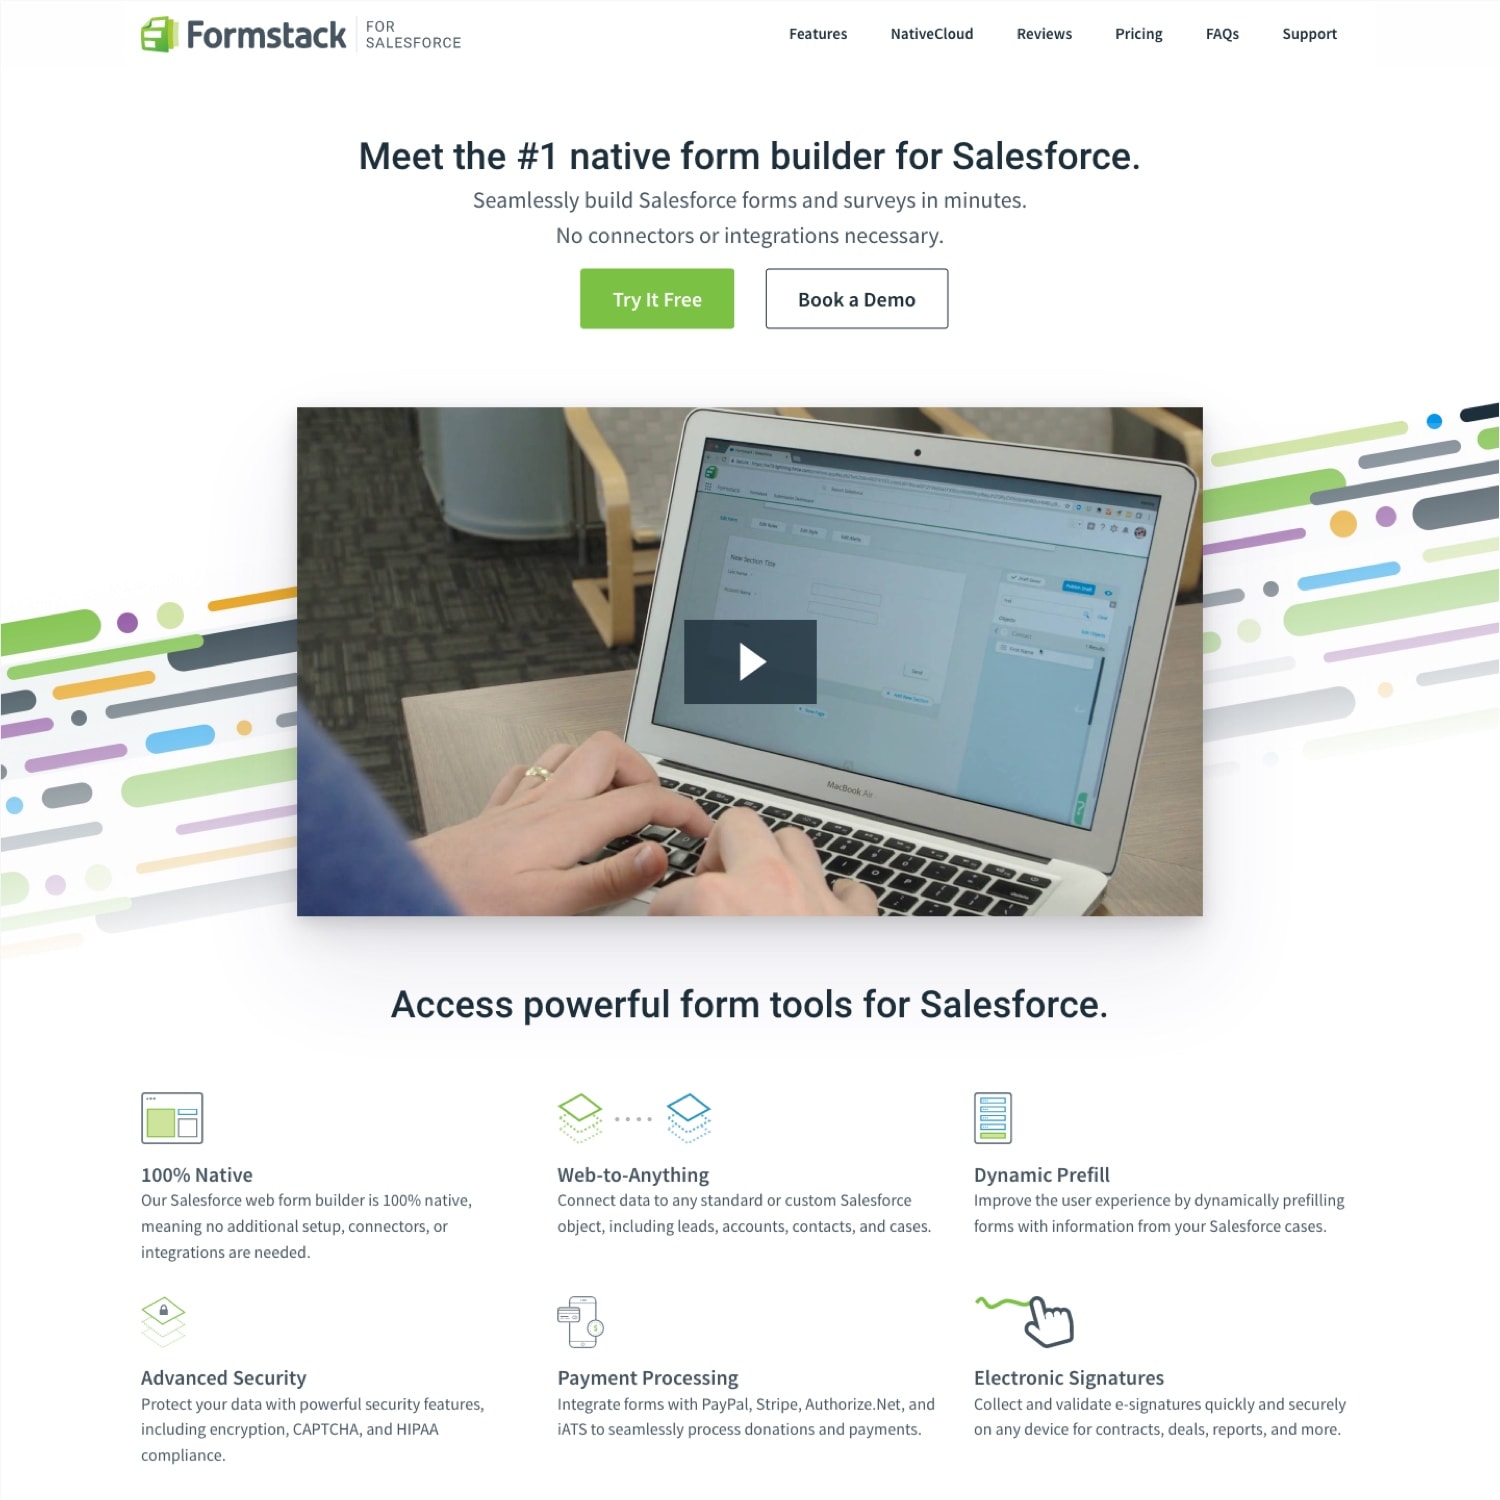 Formstack
FOR
SALESFORCE
Features
NativeCloud
Reviews
Pricing
FAQs
Support
Meet the #1 native form builder for Salesforce.
Seamlessly build Salesforce forms and surveys in minutes.
No connectors or integrations necessary.
Try It Free
Book a Demo
New Section Title
MacBook Air
Access powerful form tools for Salesforce.
100% Native
Our Salesforce web form builder is 100% native,
meaning no additional setup, connectors, or
integrations are needed.
Web-to-Anything
Connect data to any standard or custom Salesforce
object, including leads, accounts, contacts, and cases.
Dynamic Prefill
Improve the user experience by dynamically prefilling
forms with information from your Salesforce cases.
Advanced Security
Protect your data with powerful security features,
including encryption, CAPTCHA, and HIPAA
compliance.
Payment Processing
Integrate forms with PayPal, Stripe, Authorize.Net, and
iATS to seamlessly process donations and payments.
Electronic Signatures
Collect and validate e-signatures quickly and securely
on any device for contracts, deals, reports, and more.